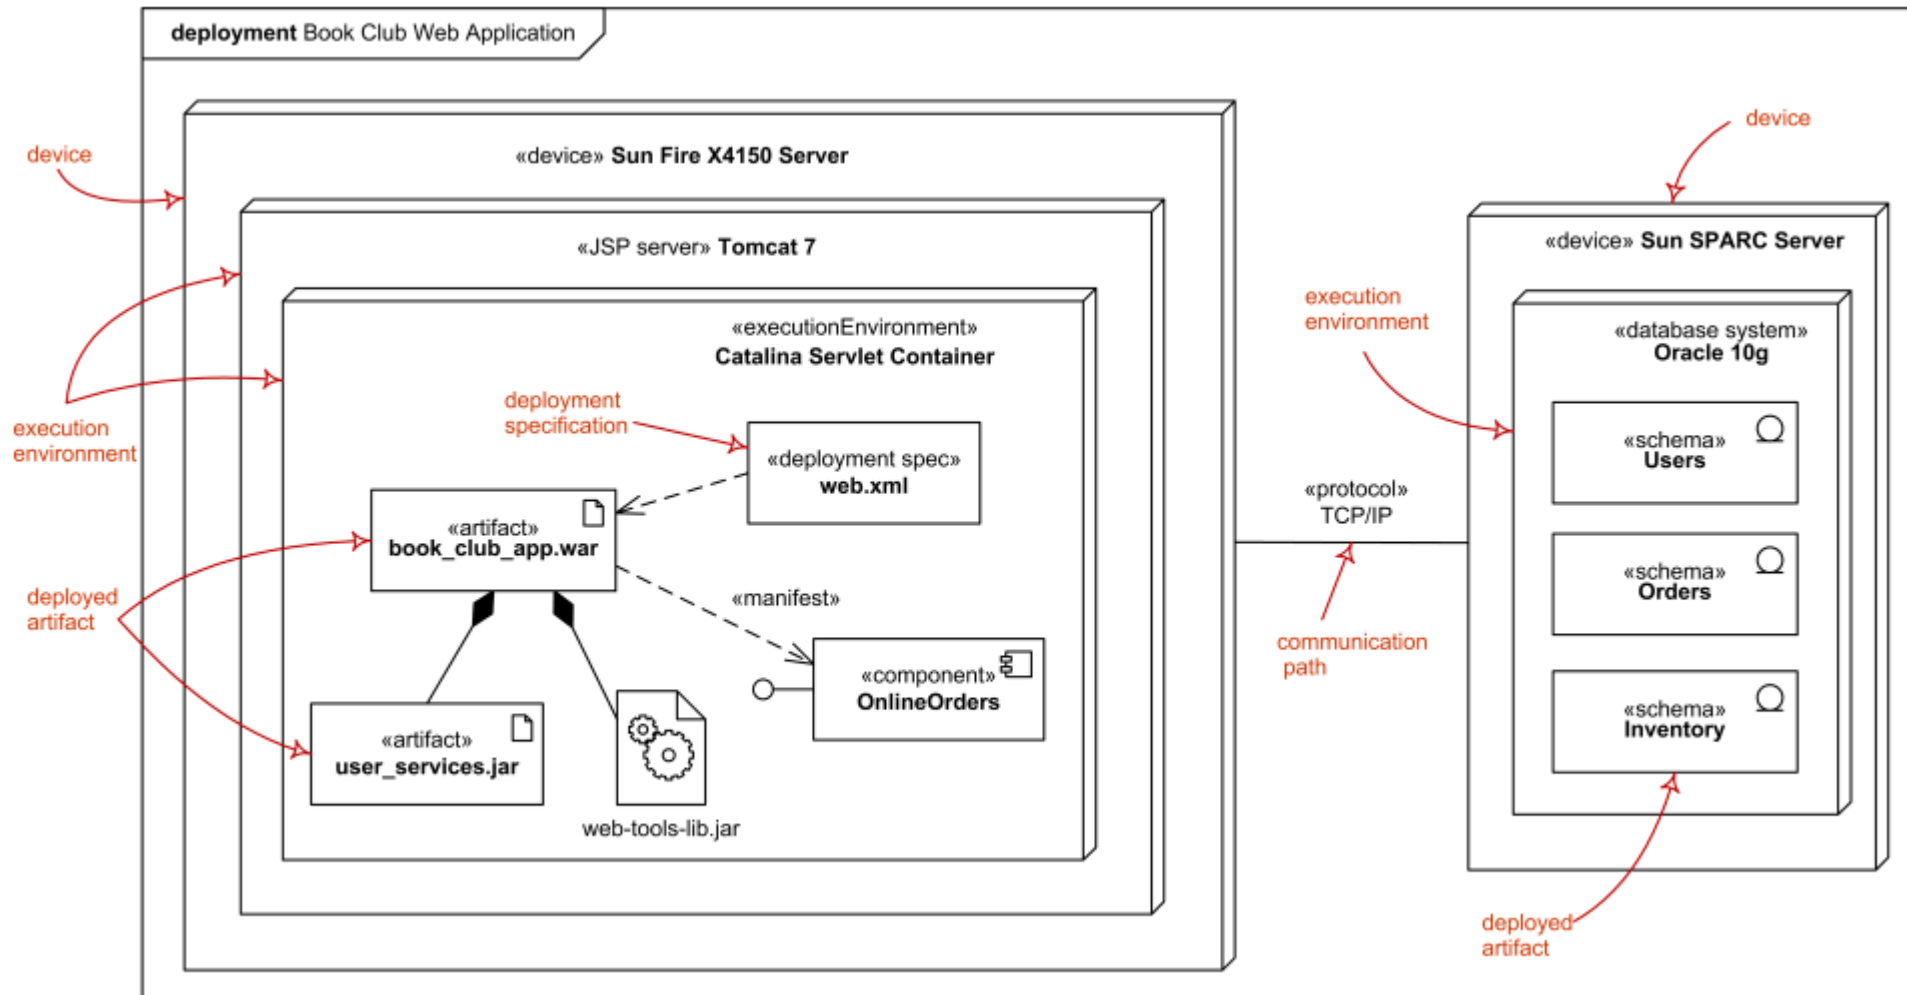 deployment Book Club Web Application
device
«device» Sun Fire X4150 Server
«JSP server» Tomcat 7
«executionEnvironment»
Catalina Servlet Container
execution
environment
deployment
specification
«deployment spec»
web.xml
«artifact»
book_club_app.war
deployed
artifact
«manifest»
«component»
OnlineOrders
«artifact»
user_services.jar
web-tools-lib.jar
«protocol»
TCP/IP
communication
path
device
«device» Sun SPARC Server
execution
environment
«database system»
Oracle 10g
«schema»
Users
«schema»
Orders
«schema»
Inventory
deployed
artifact